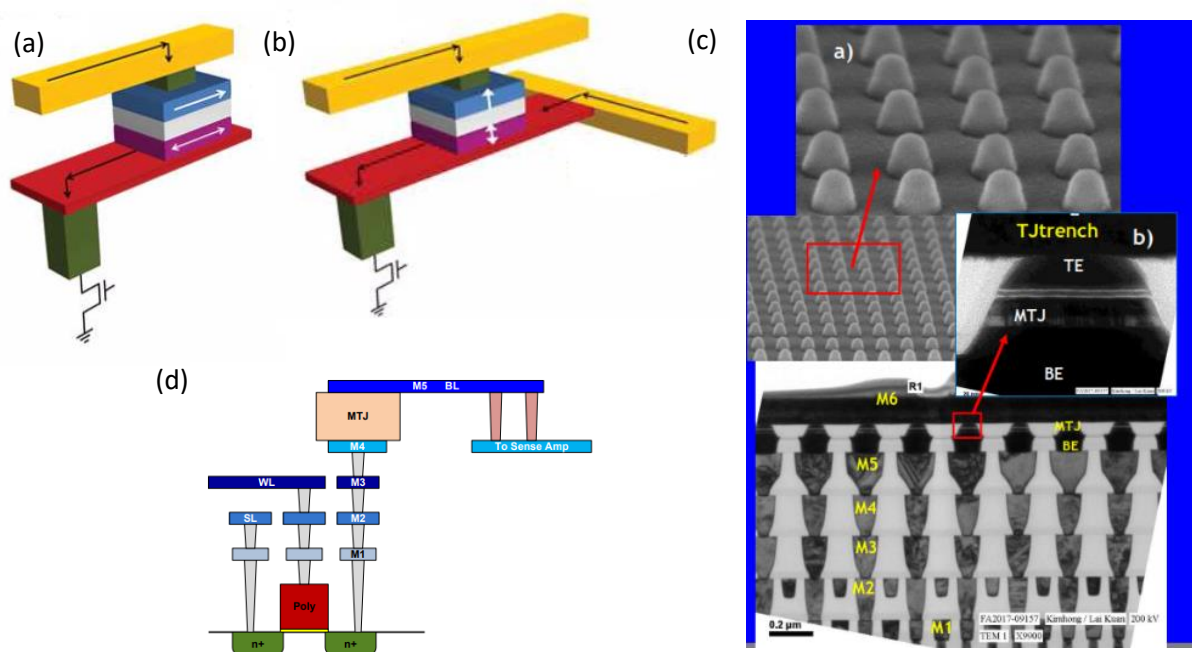 (a)
(b)
(c)
a)
TJtrench
b)
TE
MTJ
BE
R1
M6
MTJ
BE
M5
M4
M3
M2
M1
0.2 µm
FA2017-09157 Kimhong / Lai Kuan 200 kV
TEM 1 X9900
(d)
M5 BL
MTJ
M4
To Sense Amp
WL
M3
SL
M2
M1
Poly
n+
n+